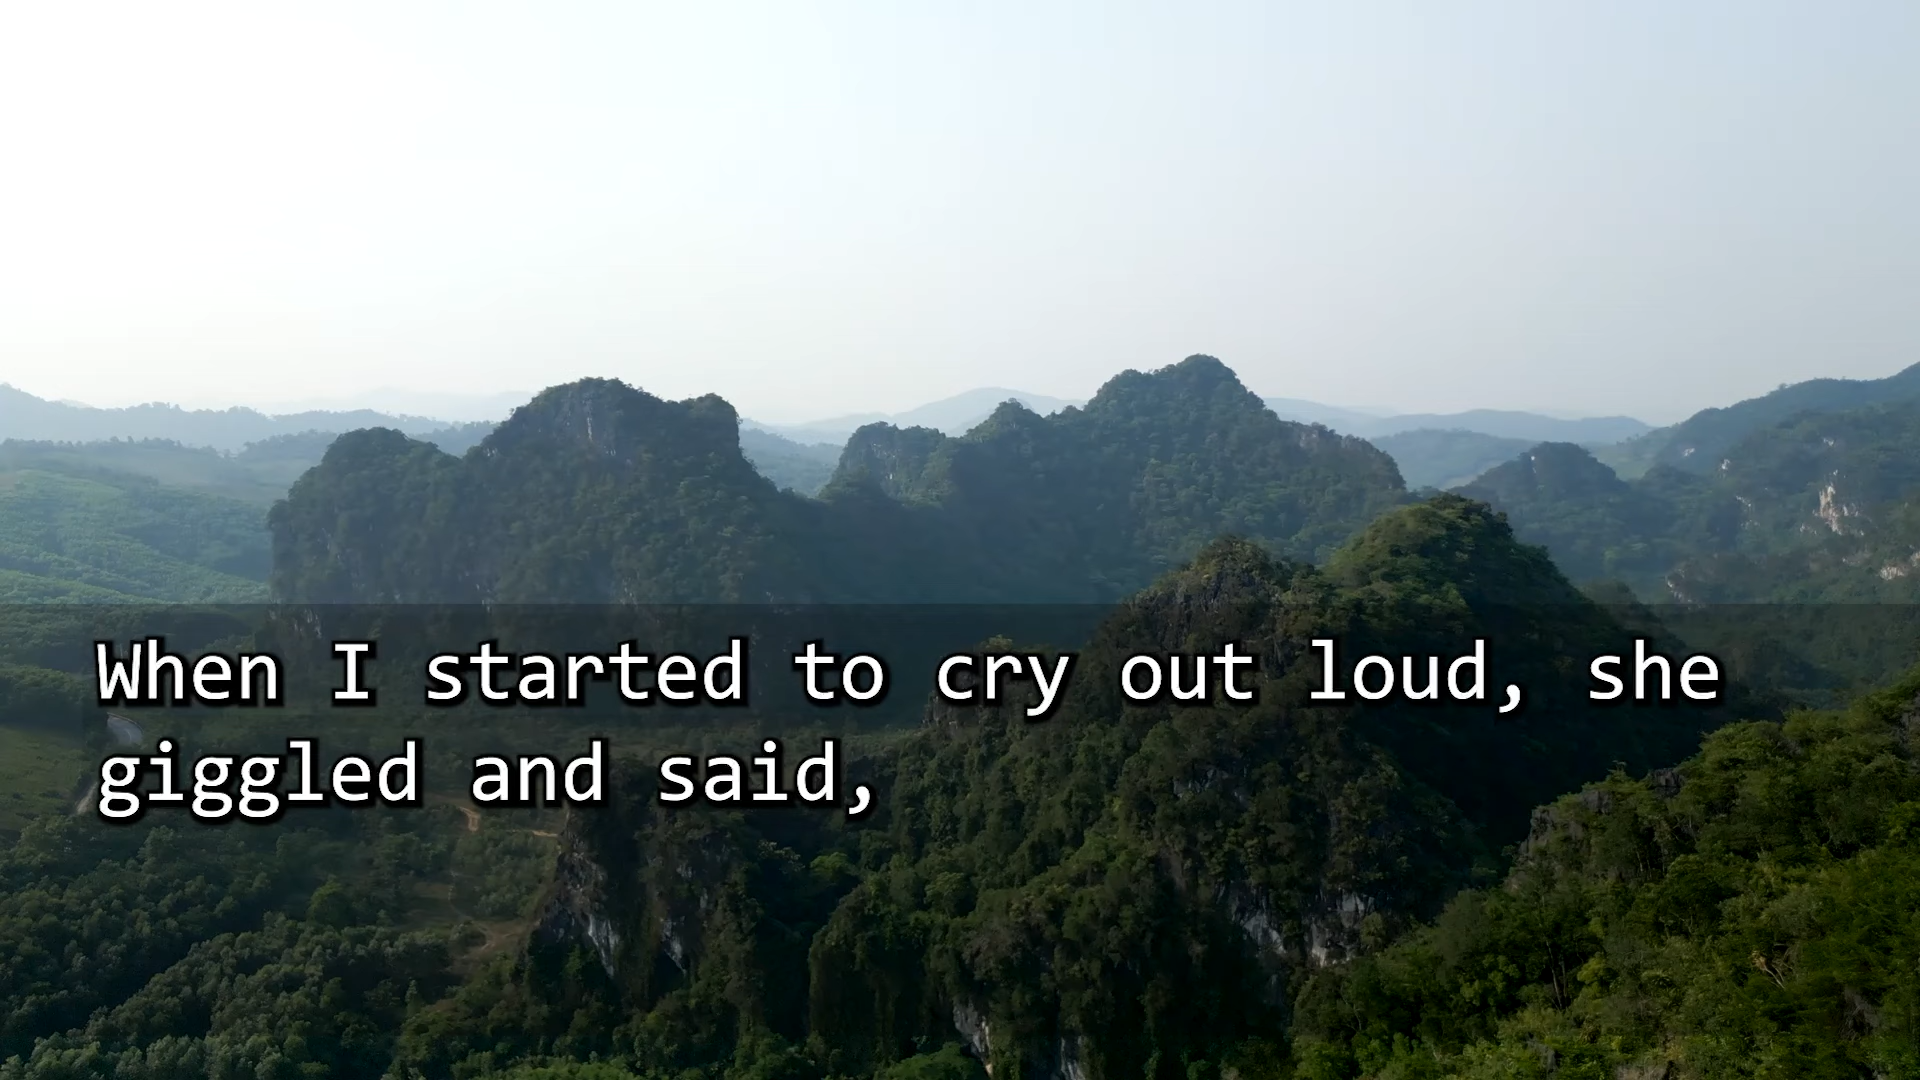 When I started to cry out loud, she
giggled and said,